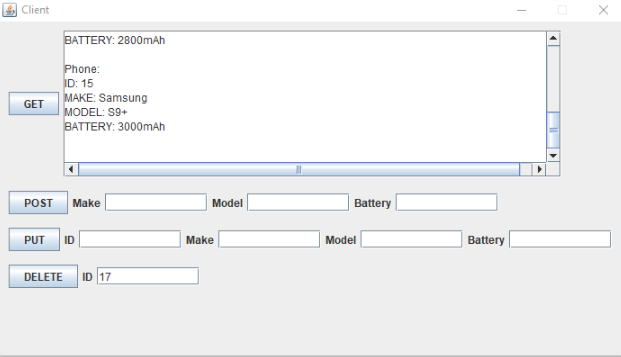 Client
BATTERY: 2800mAh
Phone:
ID: 15
MAKE: Samsung
MODEL: S9+
BATTERY: 3000mAh
GET
POST Make Model Battery
PUT ID Make Model Battery
DELETE ID 17